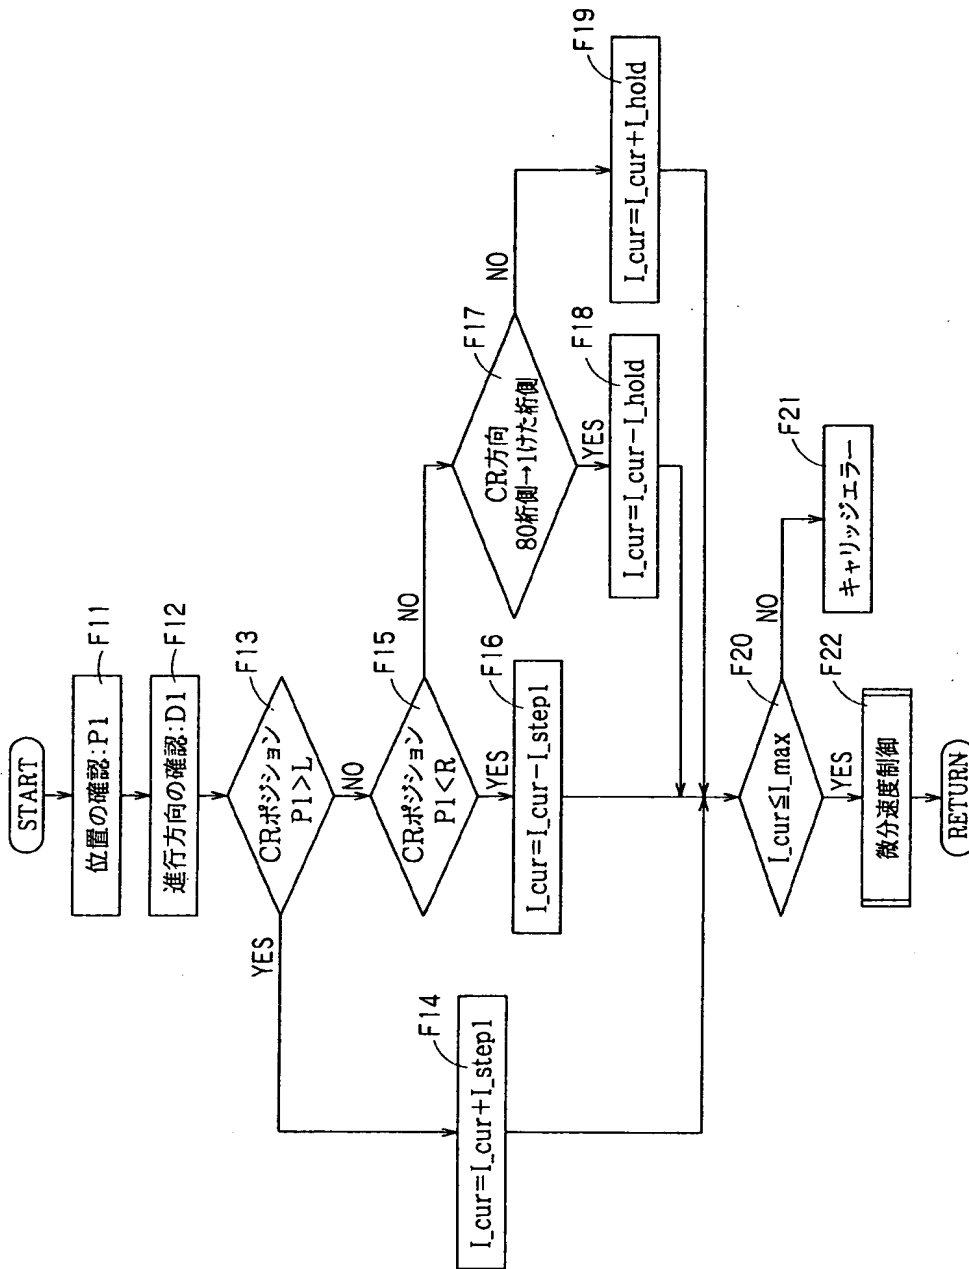 START
位置の確認:P1
F11
進行方向の確認:D1
F12
CRポジション
P1>L
F13
YES
NO
I_cur=I_cur+I_step1
F14
CRポジション
P1<R
F15
NO
YES
I_cur=I_cur-I_step1
F16
CR方向
80桁側→1けた桁側
F17
NO
YES
I_cur=I_cur-I_hold
F18
I_cur=I_cur+I_hold
F19
I_cur≦I_max
F20
NO
YES
キャリッジエラー
F21
微分速度制御
F22
RETURN